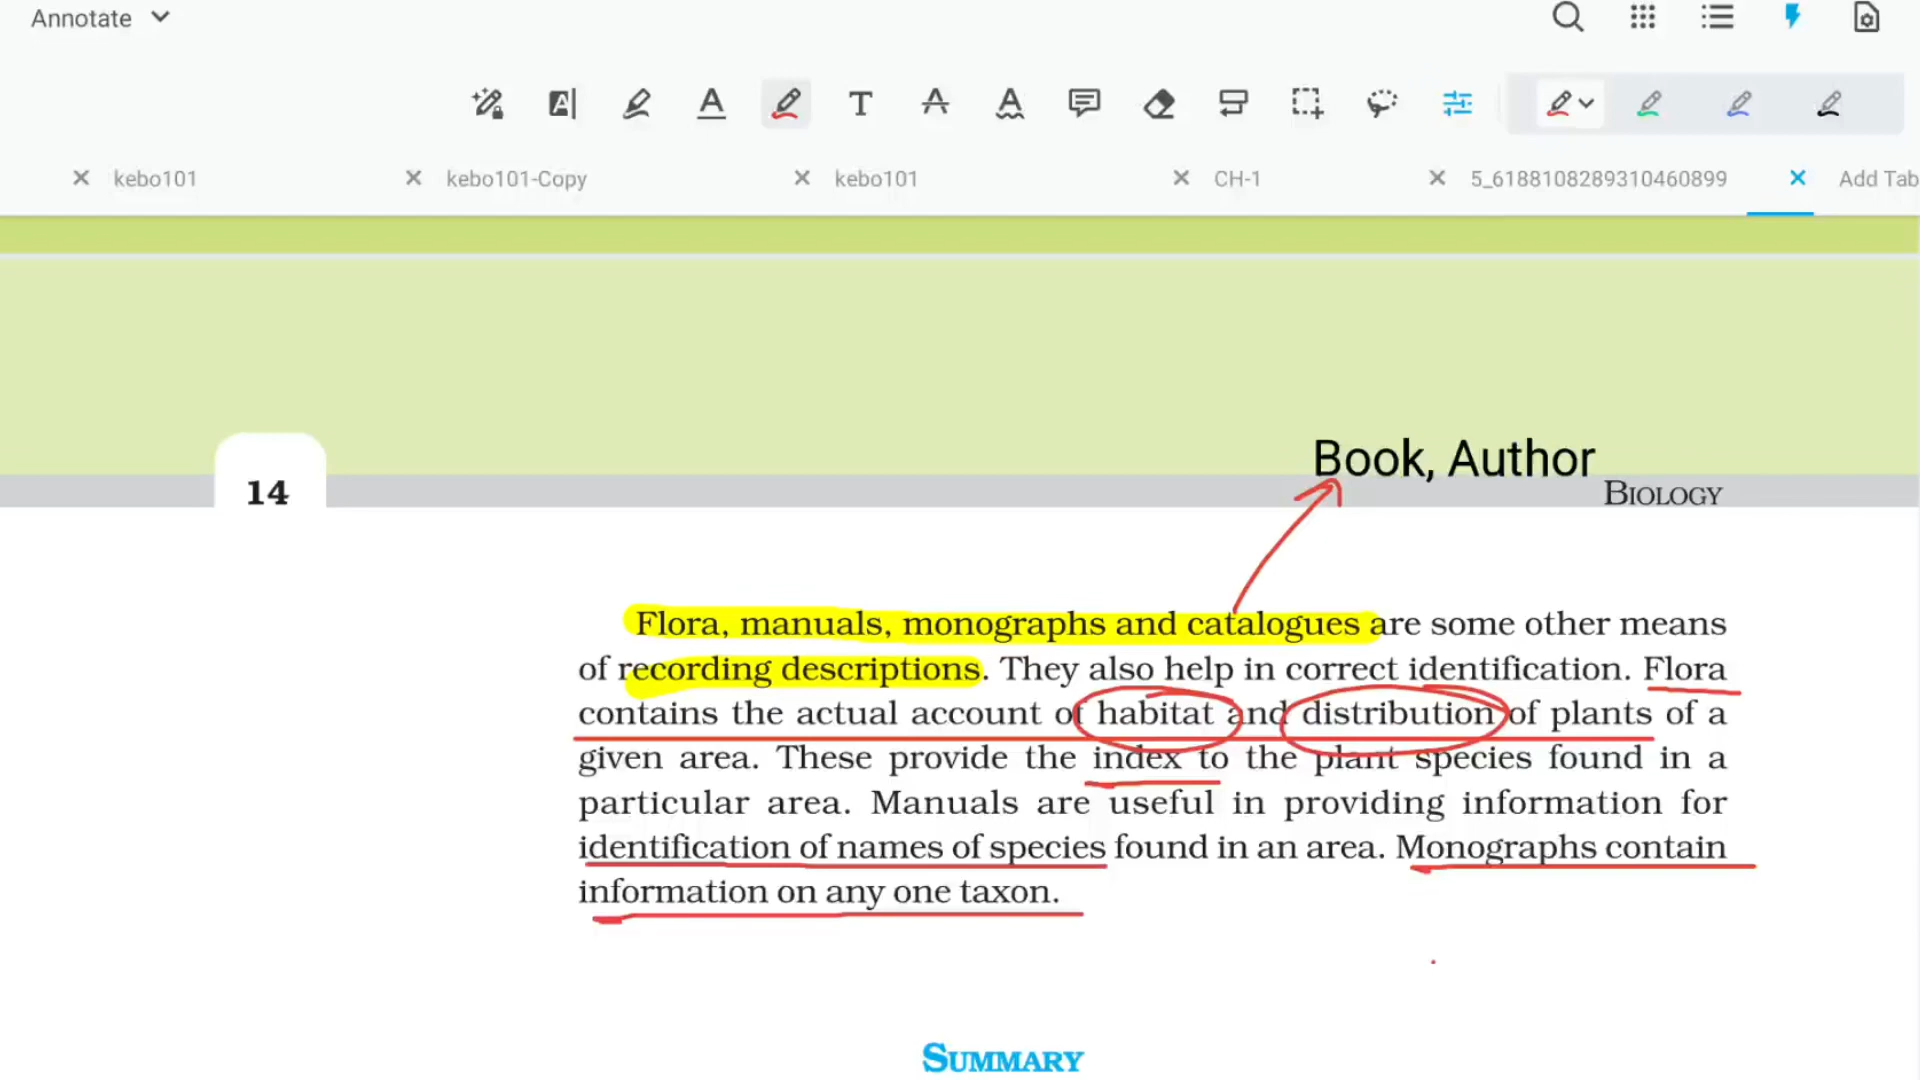 Annotate
kebo101
kebo101-Copy
kebo101
CH-1
5_6188108289310460899
Add Tab
Book, Author
14
BIOLOGY
Flora, manuals, monographs and catalogues are some other means
of recording descriptions. They also help in correct identification. Flora
contains the actual account of habitat and distribution of plants of a
given area. These provide the index to the plant species found in a
particular area. Manuals are useful in providing information for
identification of names of species found in an area. Monographs contain
information on any one taxon.
SUMMARY